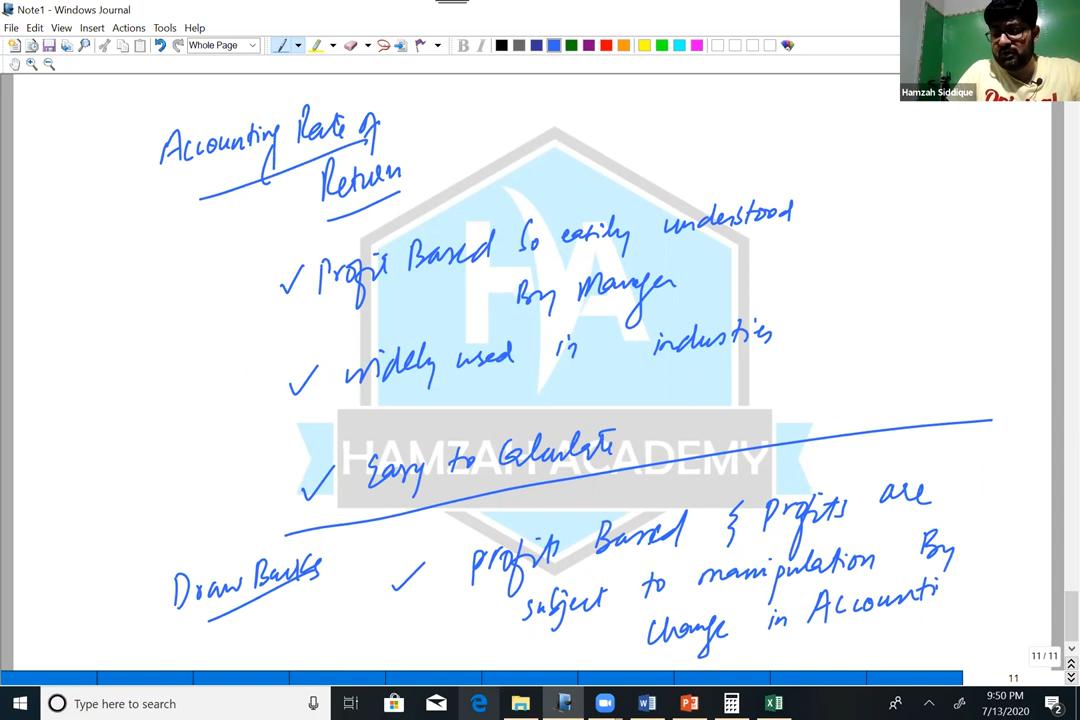 Note1 - Windows Journal
File Edit View Insert Actions Tools Help
Whole Page
B I
Hamzah Siddique
Accounting Rate of
Return
✓ Profit Based So easily understood
By Manager
✓ widely used in industies
HAMZAH ACADEMY
✓ Easy to Calculate
Draw Backs ✓ profits Based & profits are
subject to manipulation By
change in Accounti
11 / 11
11
Type here to search
9:50 PM
7/13/2020
2